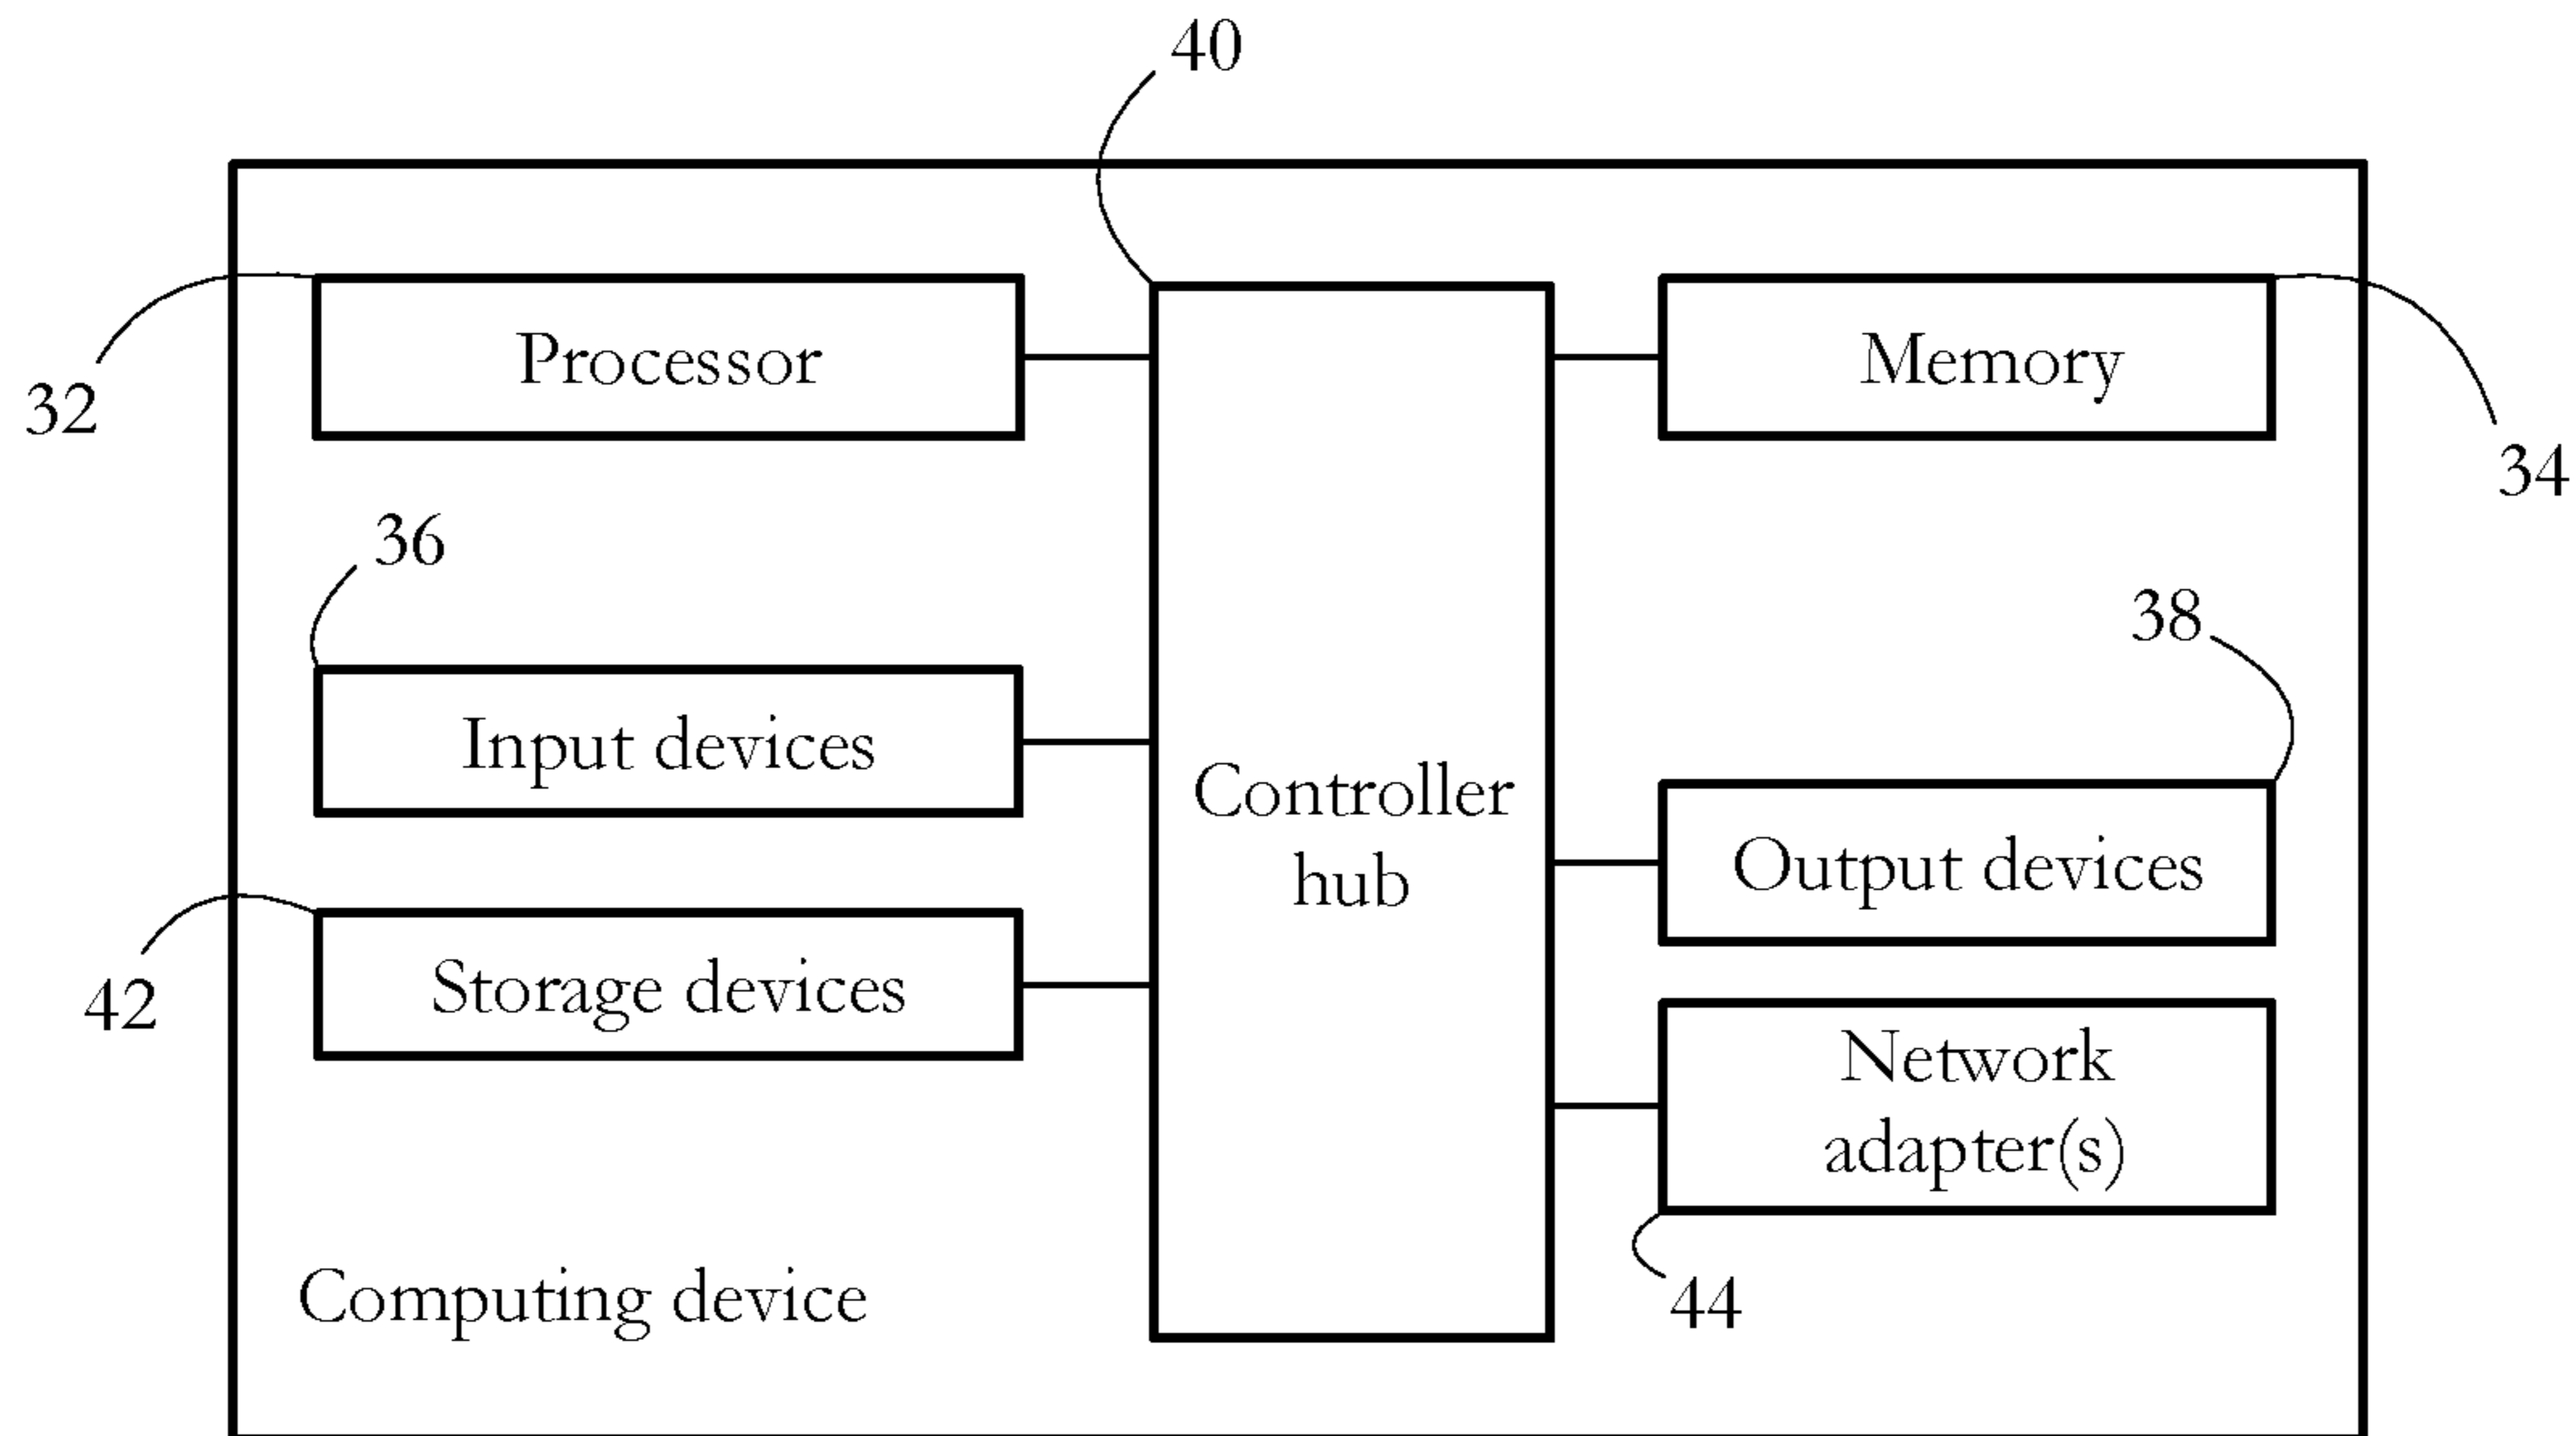 40
Processor
Memory
32
34
36
38
Input devices
Controller
hub
Output devices
42
Storage devices
Network
adapter(s)
44
Computing device